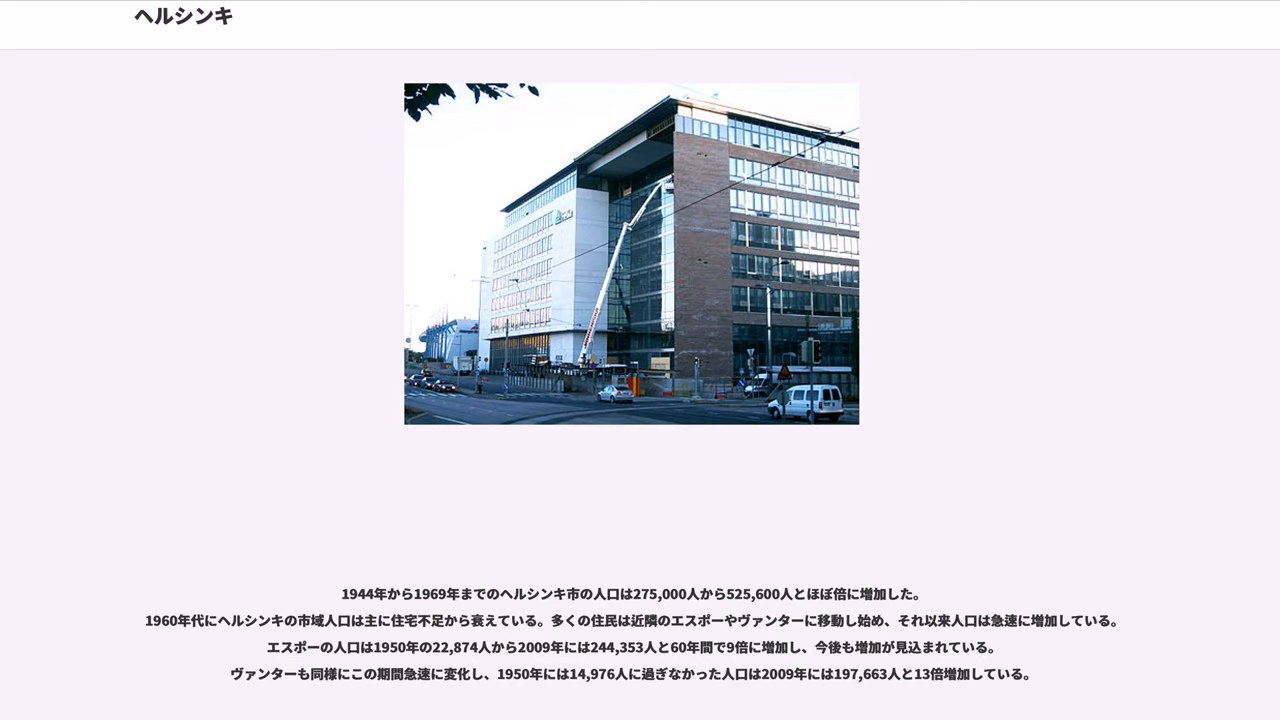 ヘルシンキ
1944年から1969年までのヘルシンキ市の人口は275,000人から525,600人とほぼ倍に増加した。
1960年代にヘルシンキの市域人口は主に住宅不足から衰えている。多くの住民は近隣のエスポーやヴァンターに移動し始め、それ以来人口は急速に増加している。
エスポーの人口は1950年の22,874人から2009年には244,353人と60年間で9倍に増加し、今後も増加が見込まれている。
ヴァンターも同様にこの期間急速に変化し、1950年には14,976人に過ぎなかった人口は2009年には197,663人と13倍増加している。